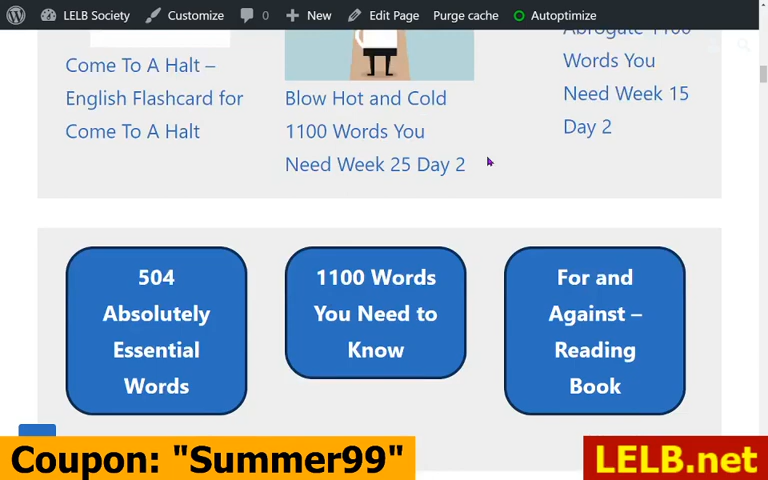 LELB Society
Customize
0
New
Edit Page
Purge cache
Autoptimize
Come To A Halt –
English Flashcard for
Come To A Halt
Blow Hot and Cold
1100 Words You
Need Week 25 Day 2
Abrogate 1100
Words You
Need Week 15
Day 2
504
Absolutely
Essential
Words
1100 Words
You Need to
Know
For and
Against –
Reading
Book
Coupon: "Summer99"
LELB.net